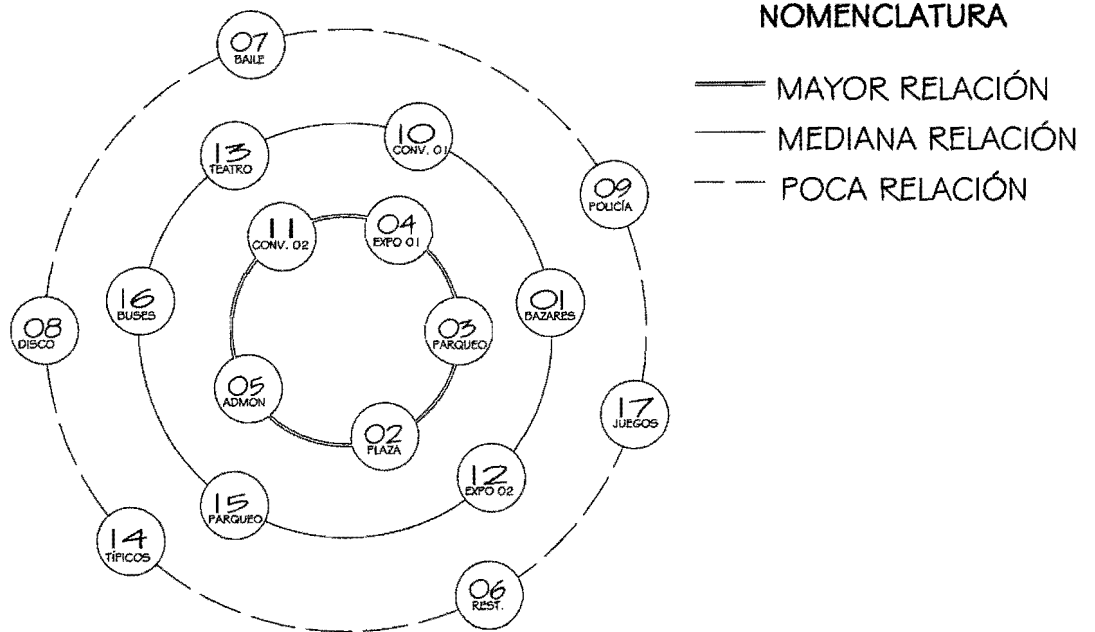 NOMENCLATURA
MAYOR RELACIÓN
MEDIANA RELACIÓN
POCA RELACIÓN
07
BAILE
10
CONV. 01
13
TEATRO
09
POLICÍA
04
EXPO 01
11
CONV. 02
16
BUSES
01
BAZARES
08
DISCO
03
PARQUEO
05
ADMON
17
JUEGOS
02
PLAZA
12
EXPO 02
15
PARQUEO
14
TÍPICOS
06
REST.